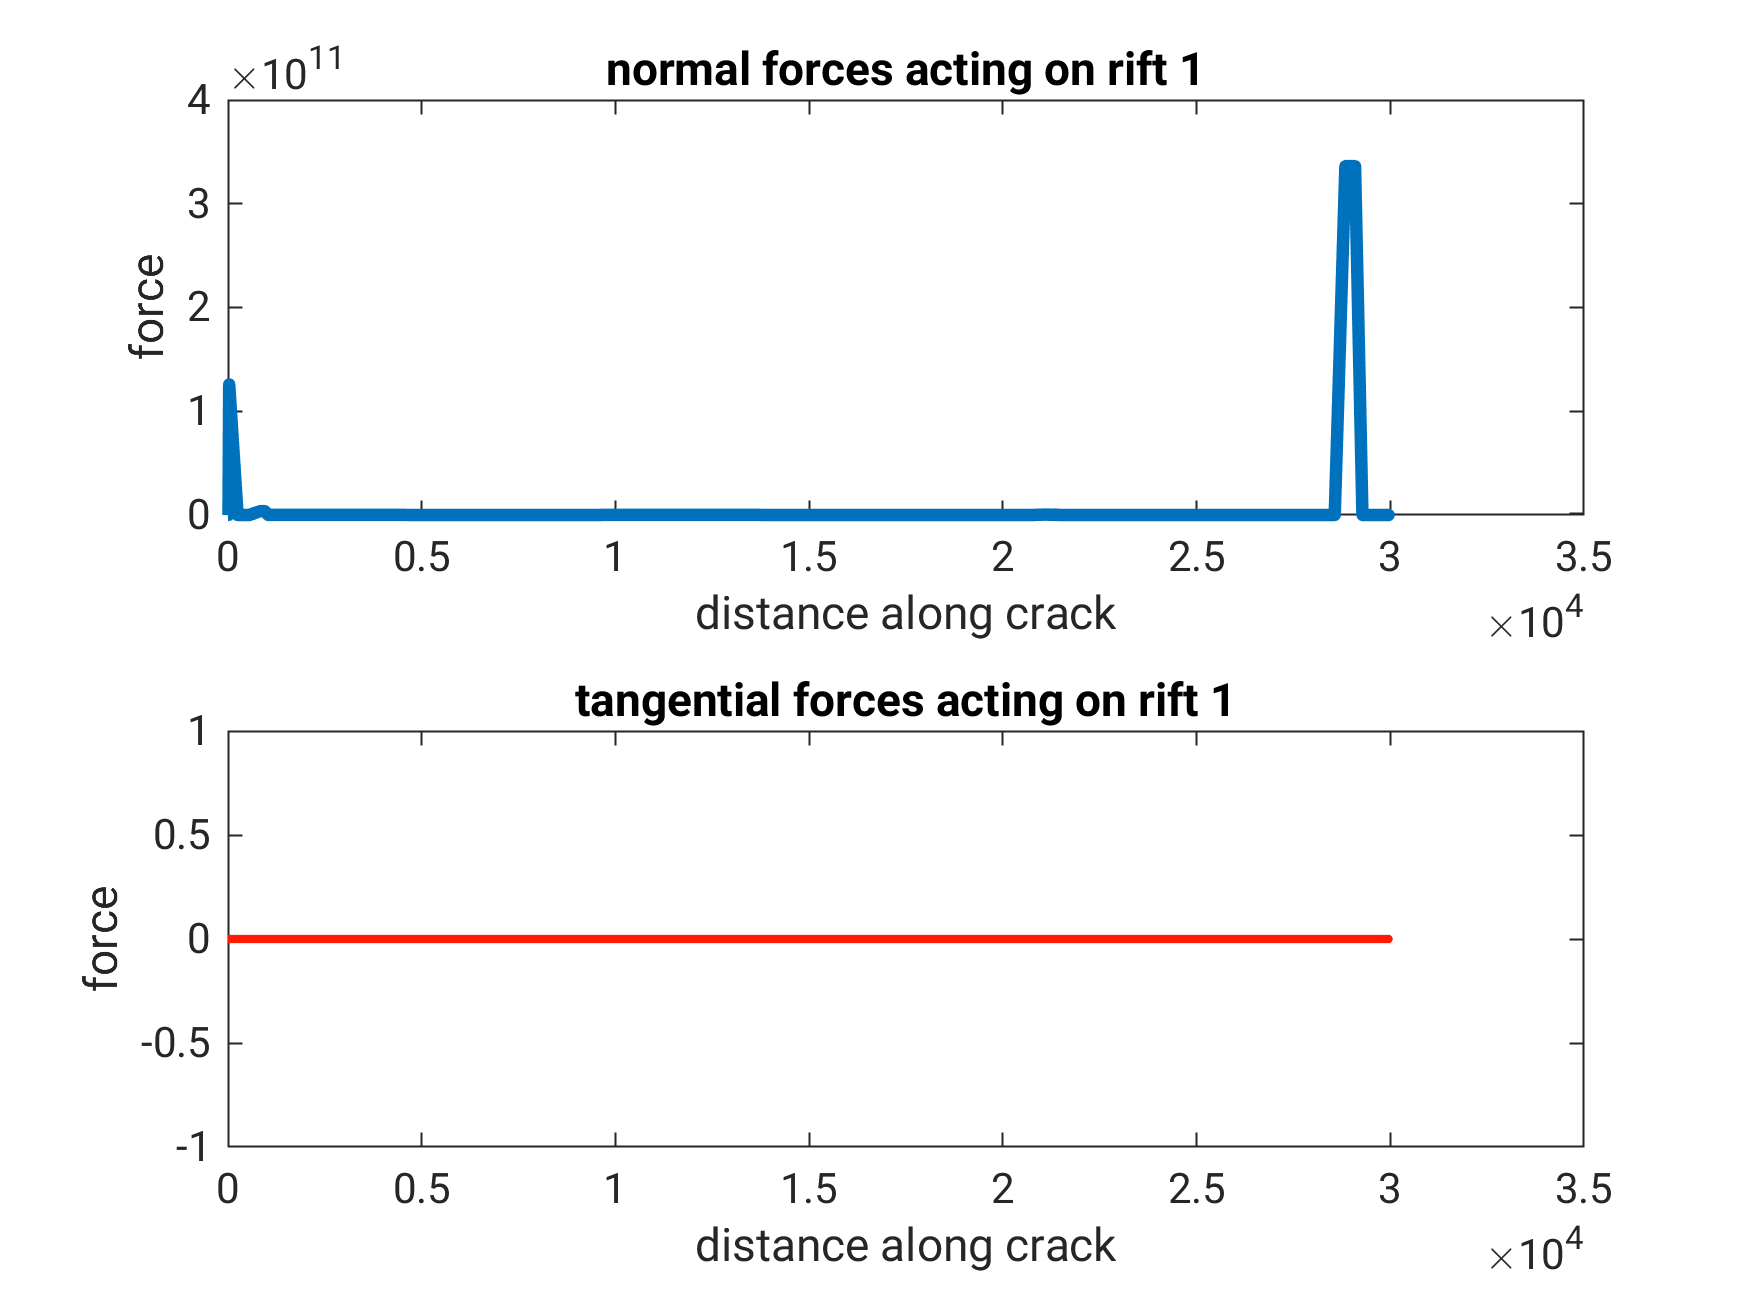 ×10^11
normal forces acting on rift 1
4
3
2
1
0
force
0 0.5 1 1.5 2 2.5 3 3.5
distance along crack
×10^4
tangential forces acting on rift 1
1
0.5
0
-0.5
-1
force
0 0.5 1 1.5 2 2.5 3 3.5
distance along crack
×10^4